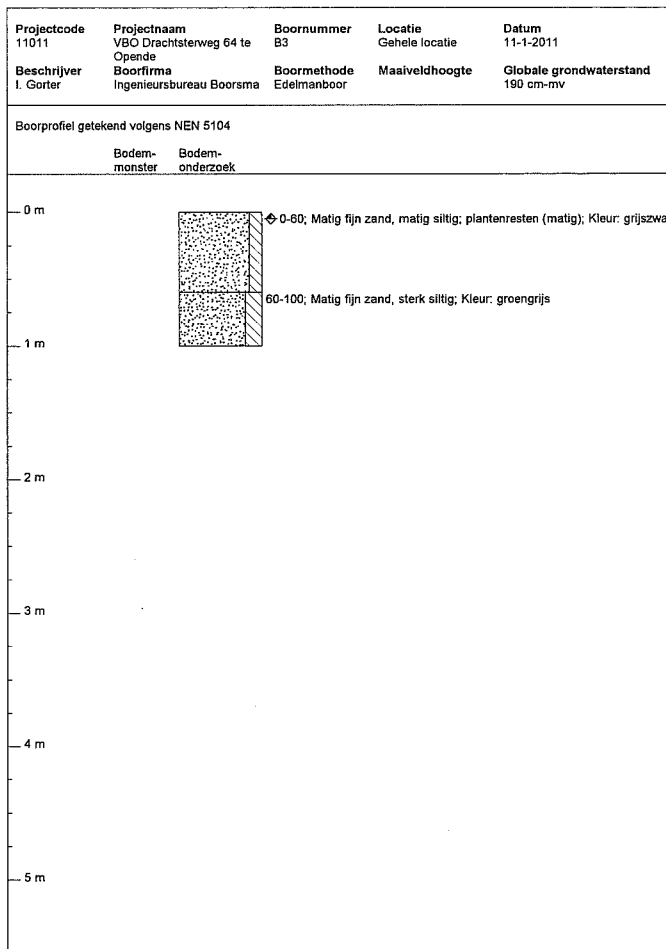 Projectcode Projectnaam Boornummer Locatie Datum
11011 VBO Drachtsterweg 64 te B3 Gehele locatie 11-1-2011
Opende
Beschrijver Boorfirma Boormethode Maaiveldhoogte Globale grondwaterstand
I. Gorter Ingenieursbureau Boorsma Edelmanboor 190 cm-mv
Boorprofiel getekend volgens NEN 5104
Bodem- Bodem-
monster onderzoek
0 m
0-60; Matig fijn zand, matig siltig; plantenresten (matig); Kleur: grijszwa
60-100; Matig fijn zand, sterk siltig; Kleur: groengrijs
1 m
2 m
3 m
4 m
5 m